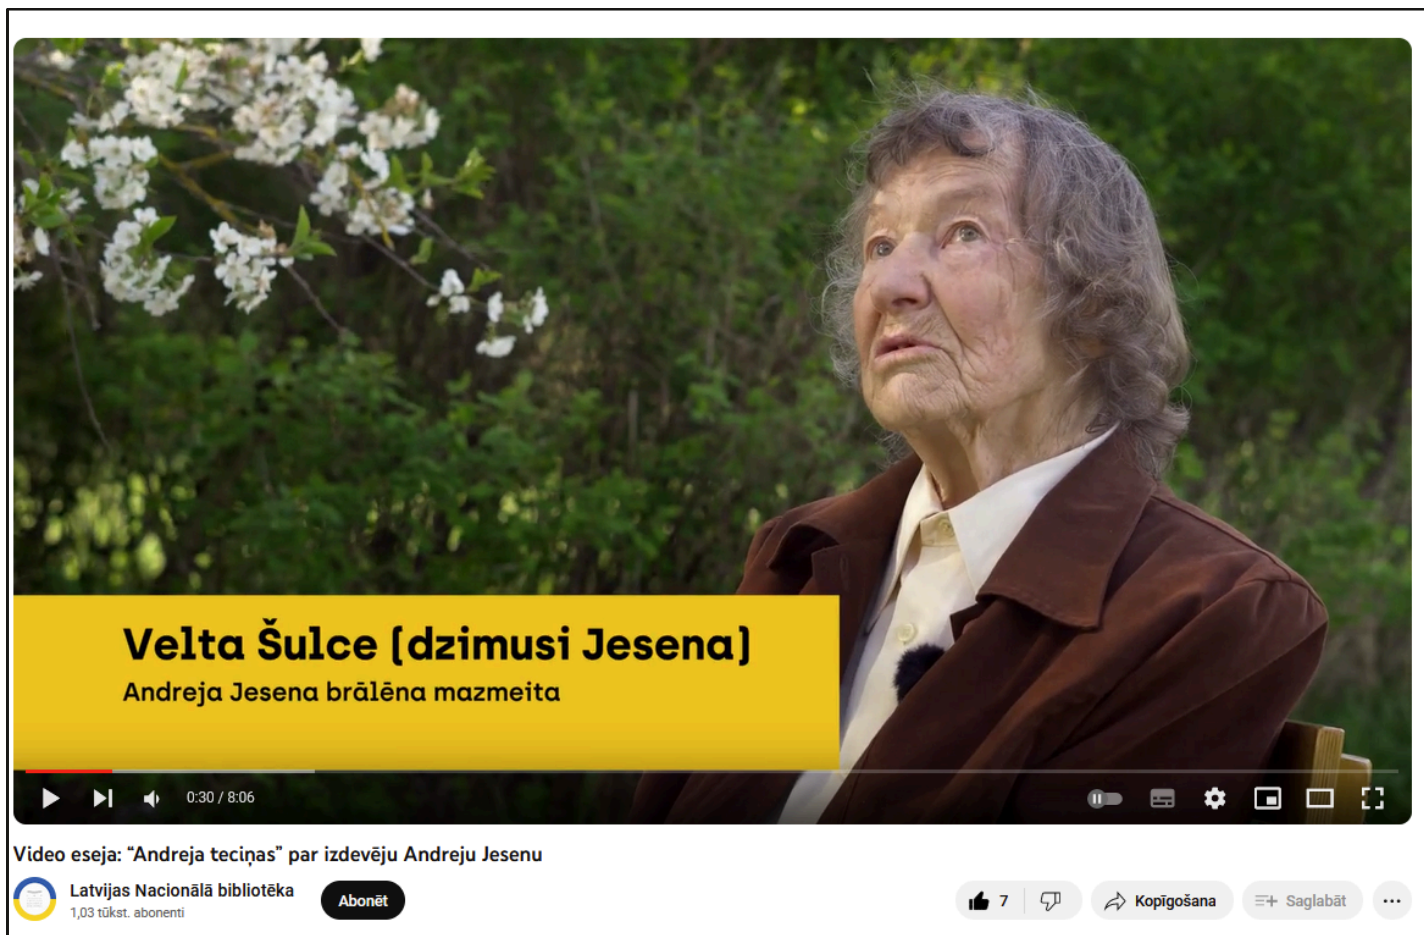 Velta Šulce (dzimusi Jesena)
Andreja Jesena brālēna mazmeita
0:30 / 8:06
Video eseja: “Andreja teciņas” par izdevēju Andreju Jesenu
Latvijas Nacionālā bibliotēka
1,03 tūkst. abonenti
Abonēt
7
Kopīgošana
Saglabāt